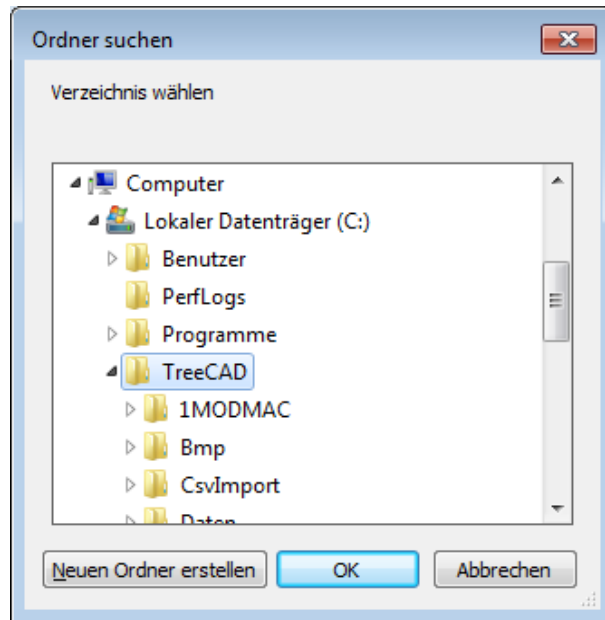 Ordner suchen
Verzeichnis wählen
Computer
Lokaler Datenträger (C:)
Benutzer
PerfLogs
Programme
TreeCAD
1MODMAC
Bmp
CsvImport
Daten
Neuen Ordner erstellen OK Abbrechen